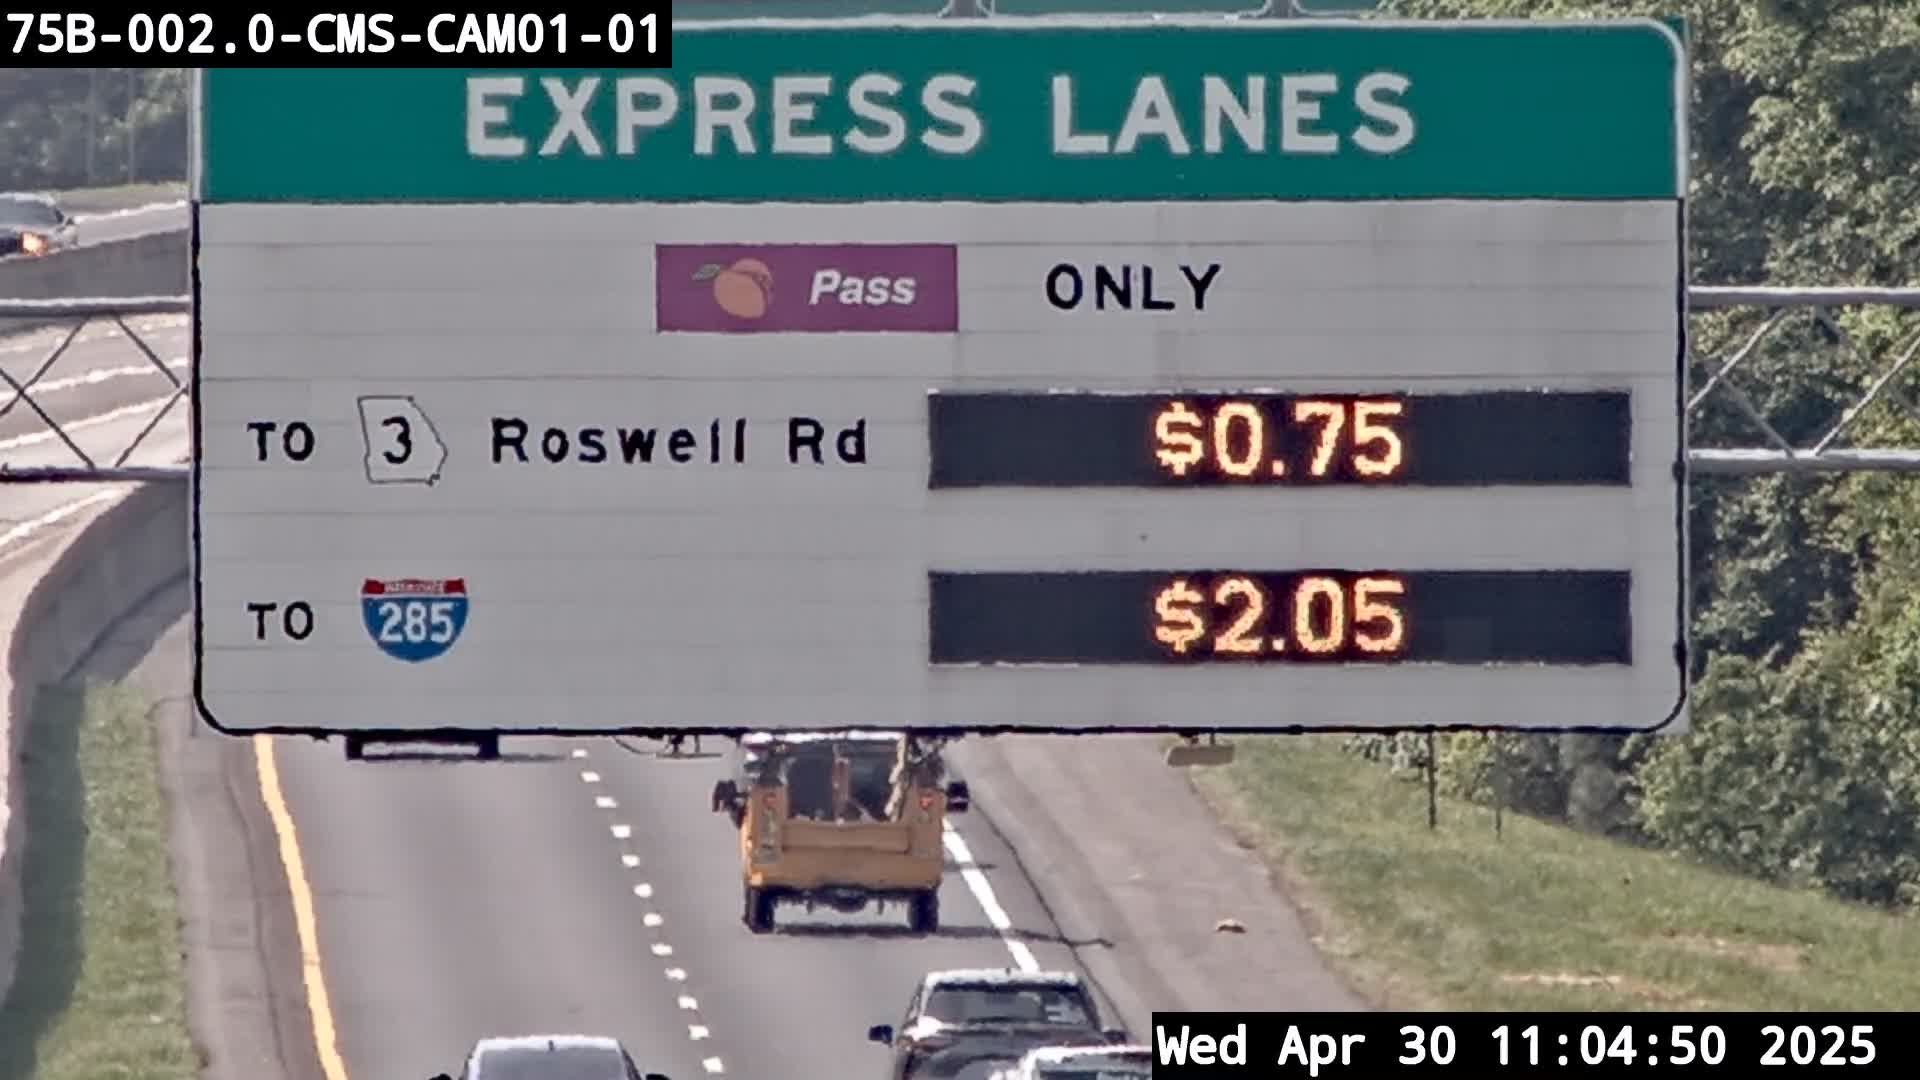 75B-002.0-CMS-CAM01-01
EXPRESS LANES
Pass ONLY
TO 3 Roswell Rd $0.75
TO 285 $2.05
Wed Apr 30 11:04:50 2025